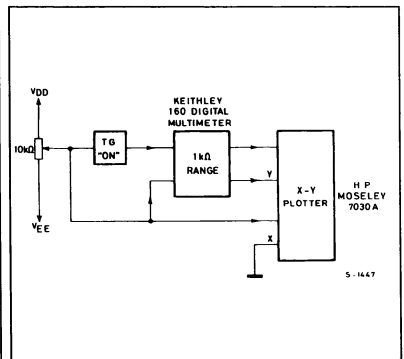 KEITHLEY
160 DIGITAL
MULTIMETER
VDD
10kΩ
TG
"ON"
1kΩ
RANGE
Y
X-Y
PLOTTER
H P
MOSELEY
7030A
X
VEE
S-1447